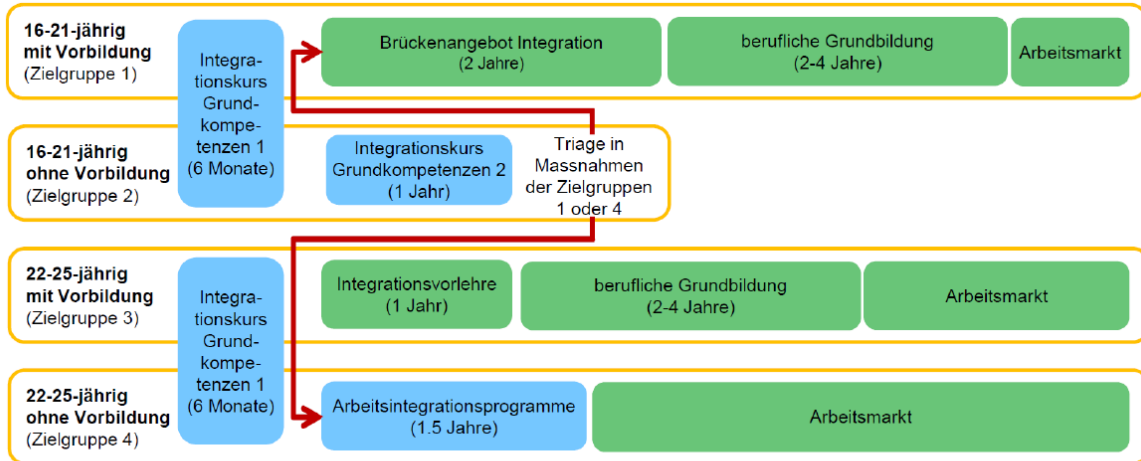 16-21-jährig
mit Vorbildung
(Zielgruppe 1)
Integra-
tionskurs
Grund-
kompe-
tenzen 1
(6 Monate)
Brückenangebot Integration
(2 Jahre)
berufliche Grundbildung
(2-4 Jahre)
Arbeitsmarkt
16-21-jährig
ohne Vorbildung
(Zielgruppe 2)
Integrationskurs
Grundkompetenzen 2
(1 Jahr)
Triage in
Massnahmen
der Zielgruppen
1 oder 4
22-25-jährig
mit Vorbildung
(Zielgruppe 3)
Integra-
tionskurs
Grund-
kompe-
tenzen 1
(6 Monate)
Integrationsvorlehre
(1 Jahr)
berufliche Grundbildung
(2-4 Jahre)
Arbeitsmarkt
22-25-jährig
ohne Vorbildung
(Zielgruppe 4)
Arbeitsintegrationsprogramme
(1.5 Jahre)
Arbeitsmarkt